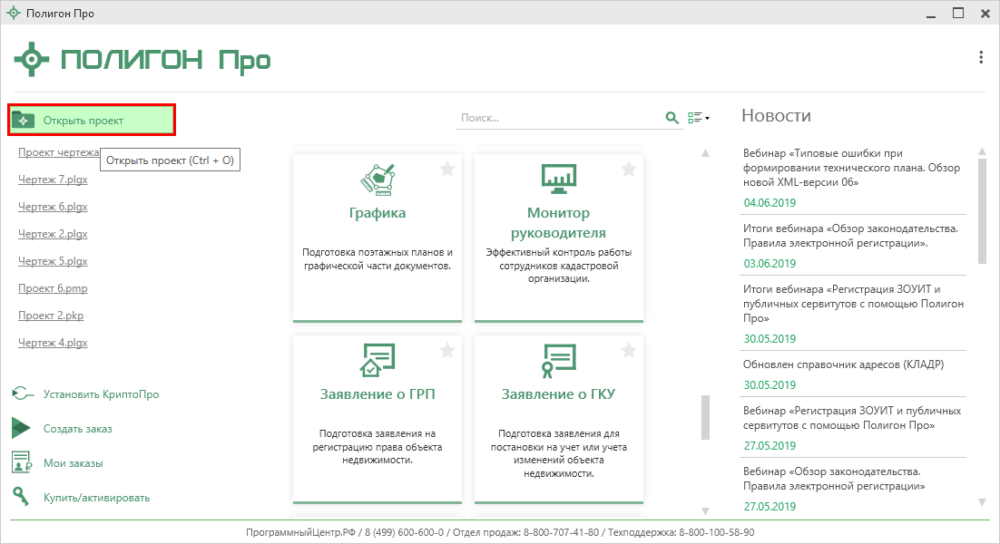 Полигон Про
ПОЛИГОН Про
Открыть проект
Проект чертежа
Открыть проект (Ctrl + O)
Чертеж 7.plgx
Чертеж 6.plgx
Чертеж 2.plgx
Чертеж 5.plgx
Проект 6.pmp
Проект 2.pkp
Чертеж 4.plgx
Установить КриптоПро
Создать заказ
Мои заказы
Купить/активировать
Поиск...
Графика
Подготовка поэтажных планов и
графической части документов.
Монитор
руководителя
Эффективный контроль работы
сотрудников кадастровой
организации.
Заявление о ГРП
Подготовка заявления на
регистрацию права объекта
недвижимости.
Заявление о ГКУ
Подготовка заявления для
постановки на учет или учета
изменений объекта
недвижимости.
Новости
Вебинар «Типовые ошибки при
формировании технического плана. Обзор
новой XML-версии 06»
04.06.2019
Итоги вебинара «Обзор законодательства.
Правила электронной регистрации».
03.06.2019
Итоги вебинара «Регистрация ЗОУИТ и
публичных сервитутов с помощью Полигон
Про»
30.05.2019
Обновлен справочник адресов (КЛАДР)
30.05.2019
Вебинар «Регистрация ЗОУИТ и публичных
сервитутов с помощью Полигон Про»
27.05.2019
Вебинар «Обзор законодательства.
Правила электронной регистрации»
27.05.2019
ПрограммныйЦентр.РФ / 8 (499) 600-600-0 / Отдел продаж: 8-800-707-41-80 / Техподдержка: 8-800-100-58-90